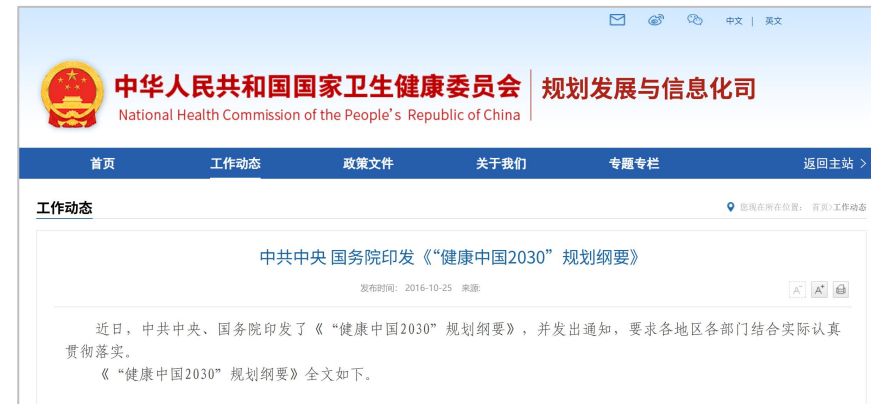 中文 | 英文
中华人民共和国国家卫生健康委员会 规划发展与信息化司
National Health Commission of the People's Republic of China
首页 工作动态 政策文件 关于我们 专题专栏 返回主站 >
工作动态 您现在所在位置: 首页>工作动态
中共中央 国务院印发《“健康中国2030”规划纲要》
发布时间: 2016-10-25 来源:
A- A+
近日,中共中央、国务院印发了《“健康中国2030”规划纲要》,并发出通知,要求各地区各部门结合实际认真
贯彻落实。
《“健康中国2030”规划纲要》全文如下。